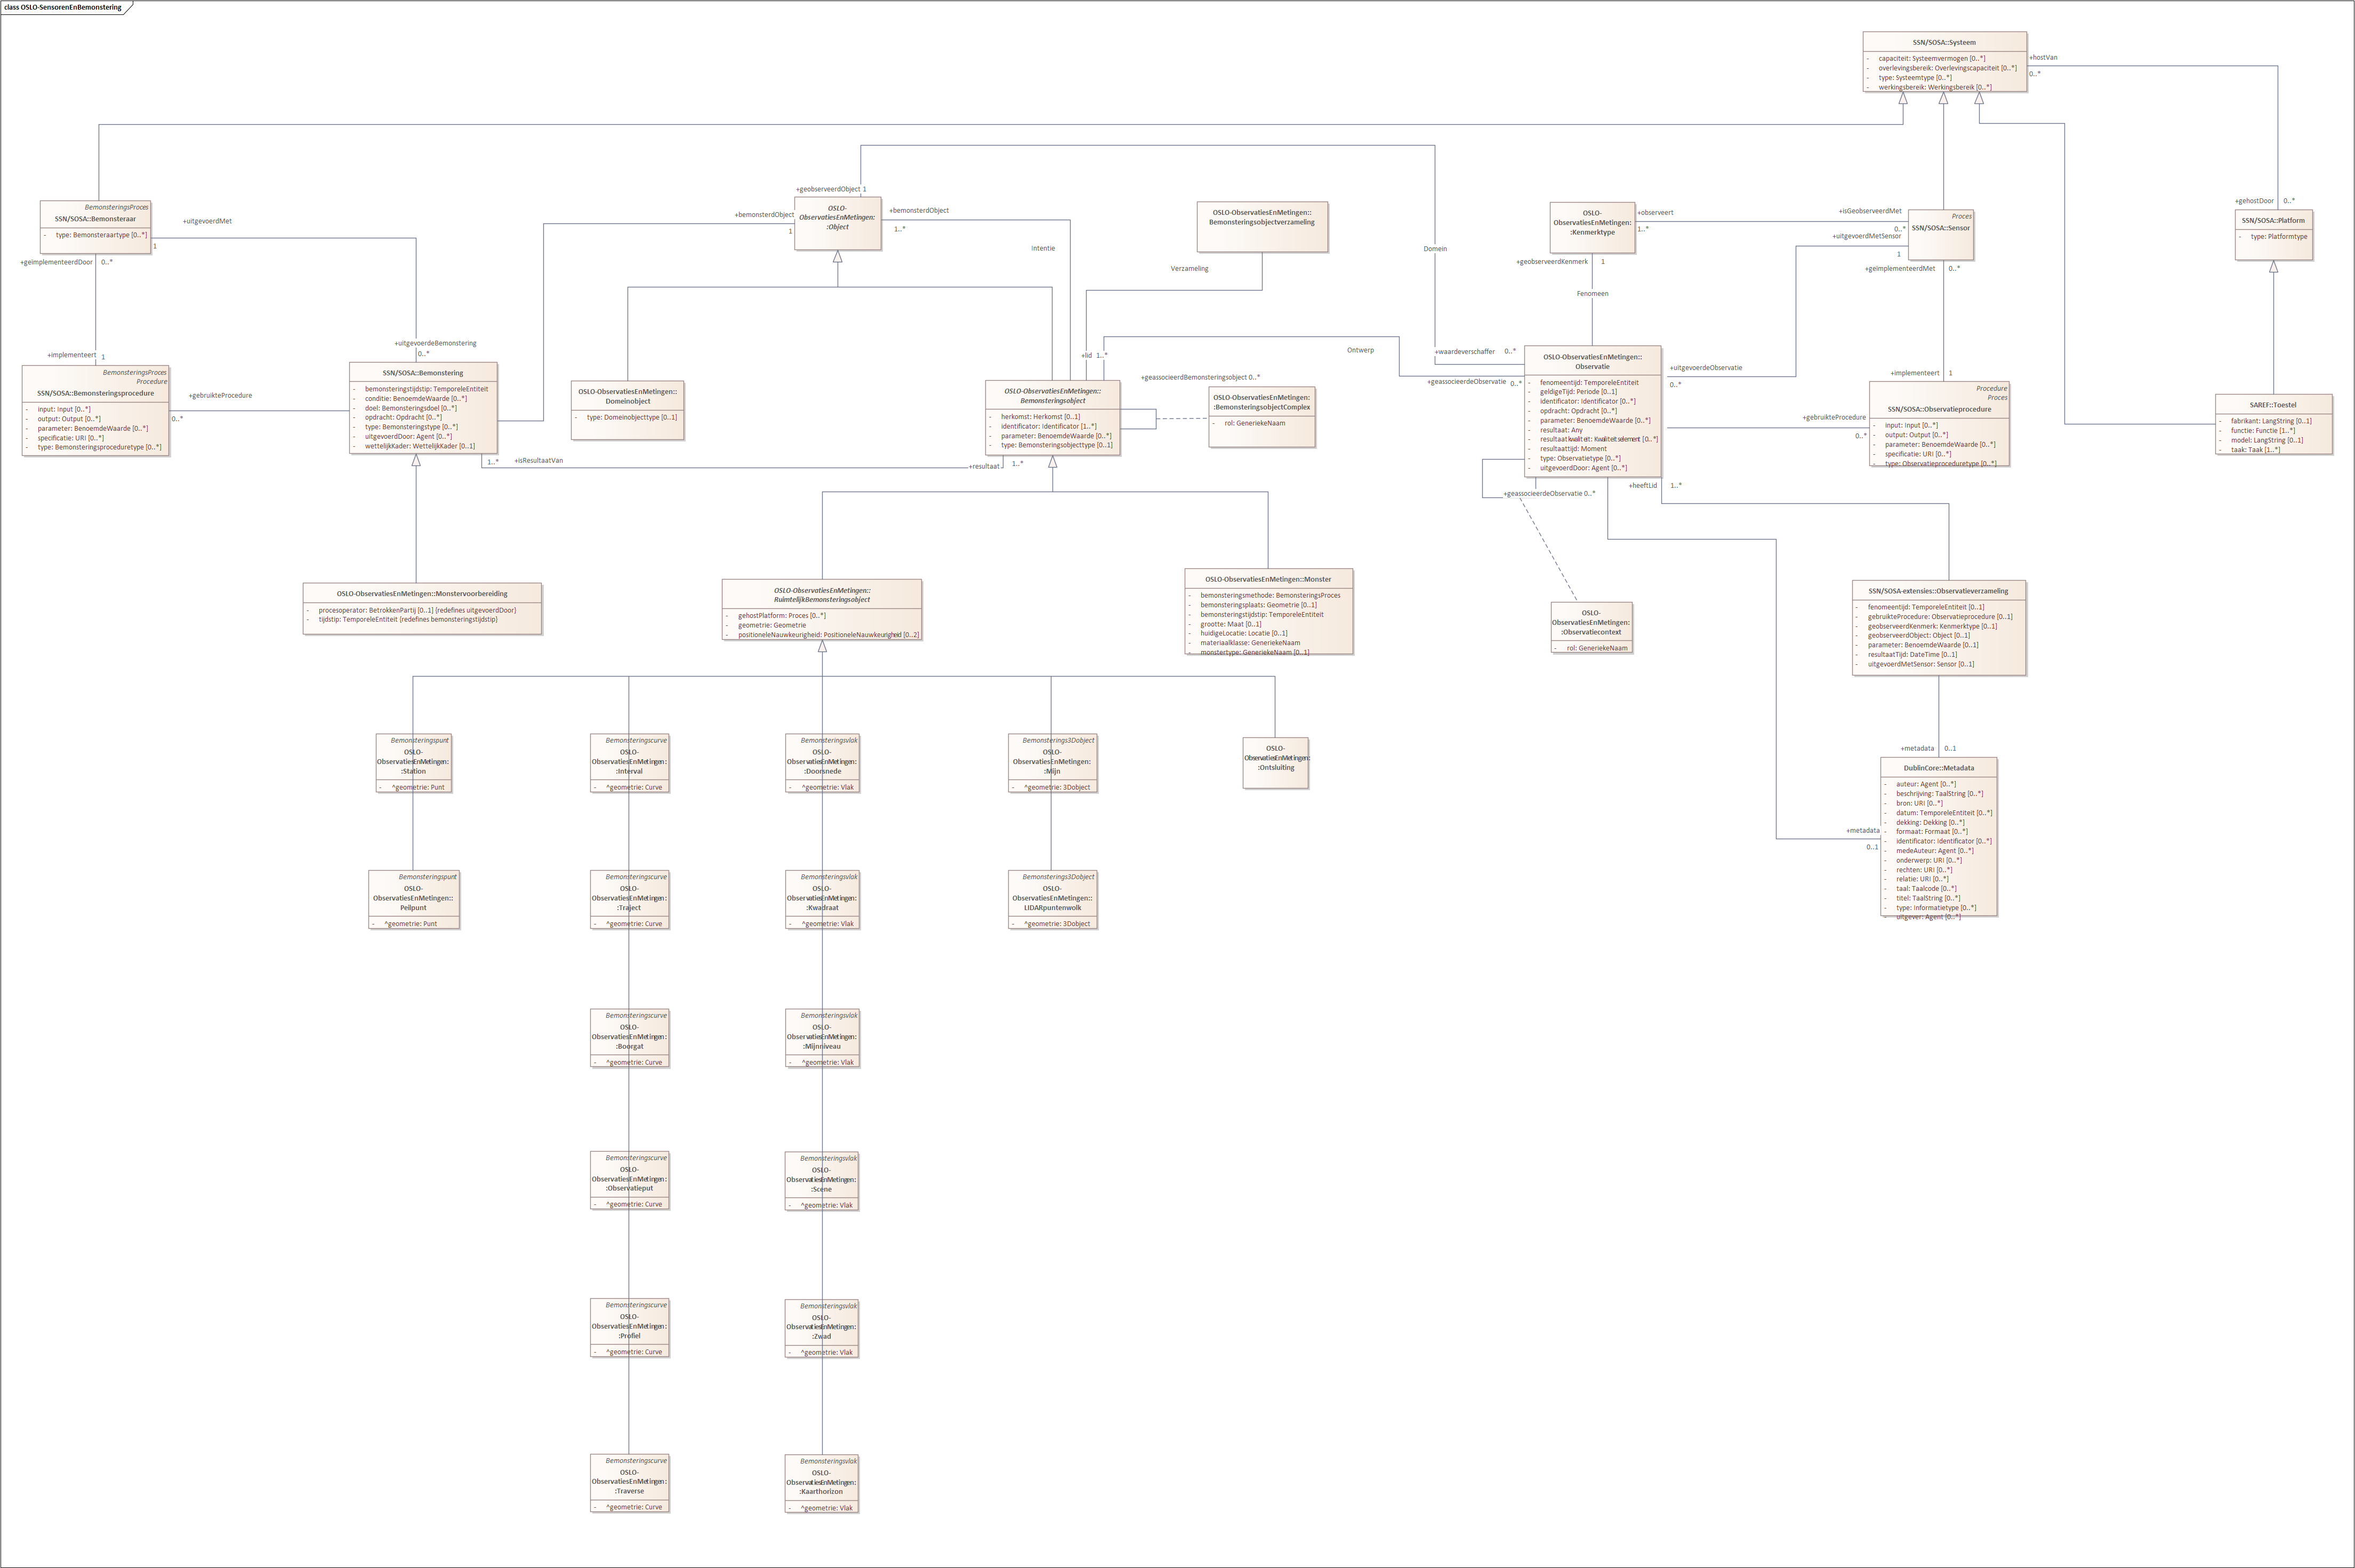 class OSLO-SensorenEnBemonstering
SSN/SOSA::Systeem
- capaciteit: Systeemvermogen [0..*]
- overlevingsbereik: Overlevingscapaciteit [0..*]
- type: Systeemtype [0..*]
- werkingsbereik: Werkingsbereik [0..*]
+hostVan
0..*
BemonsteringsProces
SSN/SOSA::Bemonsteraar
- type: Bemonsteraartype [0..*]
+uitgevoerdMet
1
+geïmplementeerdDoor 0..*
+geobserveerdObject 1
OSLO-
ObservatiesEnMetingen:
:Object
+bemonsterdObject
1
+bemonsterdObject
1..*
Intentie
OSLO-ObservatiesEnMetingen::
Bemonsteringsobjectverzameling
Verzameling
Domein
OSLO-
ObservatiesEnMetingen:
:Kenmerktype
+observeert
1..*
+isGeobserveerdMet
0..*
+uitgevoerdMetSensor
1
Proces
SSN/SOSA::Sensor
+geobserveerdKenmerk 1
Fenomeen
+geïmplementeerdMet 0..*
+gehostDoor 0..*
SSN/SOSA::Platform
- type: Platformtype
+implementeert 1
BemonsteringsProces
Procedure
SSN/SOSA::Bemonsteringsprocedure
- input: Input [0..*]
- output: Output [0..*]
- parameter: BenoemdeWaarde [0..*]
- specificatie: URI [0..*]
- type: Bemonsteringsproceduretype [0..*]
+gebruikteProcedure
0..*
+uitgevoerdeBemonstering
0..*
SSN/SOSA::Bemonstering
- bemonsteringstijdstip: TemporeleEntiteit
- conditie: BenoemdeWaarde [0..*]
- doel: Bemonsteringsdoel [0..*]
- opdracht: Opdracht [0..*]
- type: Bemonsteringstype [0..*]
- uitgevoerdDoor: Agent [0..*]
- wettelijkKader: WettelijkKader [0..1]
1..*
+isResultaatVan
+resultaat 1..*
OSLO-ObservatiesEnMetingen::
Domeinobject
- type: Domeinobjecttype [0..1]
+lid 1..*
OSLO-ObservatiesEnMetingen::
Bemonsteringsobject
- herkomst: Herkomst [0..1]
- identificator: Identificator [1..*]
- parameter: BenoemdeWaarde [0..*]
- type: Bemonsteringsobjecttype [0..1]
+geassocieerdBemonsteringsobject 0..*
OSLO-ObservatiesEnMetingen:
:BemonsteringsobjectComplex
- rol: GeneriekeNaam
Ontwerp
+waardeverschaffer 0..*
+geassocieerdeObservatie 0..*
OSLO-ObservatiesEnMetingen::
Observatie
- fenomeentijd: TemporeleEntiteit
- geldigeTijd: Periode [0..1]
- identificator: Identificator [0..*]
- opdracht: Opdracht [0..*]
- parameter: BenoemdeWaarde [0..*]
- resultaat: Any
- resultaatkwaliteit: Kwaliteitselement [0..*]
- resultaattijd: Moment
- type: Observatietype [0..*]
- uitgevoerdDoor: Agent [0..*]
+uitgevoerdeObservatie
0..*
+implementeert 1
+gebruikteProcedure
0..*
Procedure
Proces
SSN/SOSA::Observatieprocedure
- input: Input [0..*]
- output: Output [0..*]
- parameter: BenoemdeWaarde [0..*]
- specificatie: URI [0..*]
- type: Observatieproceduretype [0..*]
SAREF::Toestel
- fabrikant: LangString [0..1]
- functie: Functie [1..*]
- model: LangString [0..1]
- taak: Taak [1..*]
+geassocieerdeObservatie 0..*
+heeftLid 1..*
OSLO-ObservatiesEnMetingen::Monstervoorbereiding
- procesoperator: BetrokkenPartij [0..1] {redefines uitgevoerdDoor}
- tijdstip: TemporeleEntiteit {redefines bemonsteringstijdstip}
OSLO-ObservatiesEnMetingen::
RuimtelijkBemonsteringsobject
- gehostPlatform: Proces [0..*]
- geometrie: Geometrie
- positioneleNauwkeurigheid: PositioneleNauwkeurigheid [0..2]
OSLO-ObservatiesEnMetingen::Monster
- bemonsteringsmethode: BemonsteringsProces
- bemonsteringsplaats: Geometrie [0..1]
- bemonsteringstijdstip: TemporeleEntiteit
- grootte: Maat [0..1]
- huidigeLocatie: Locatie [0..1]
- materiaalklasse: GeneriekeNaam
- monstertype: GeneriekeNaam [0..1]
OSLO-
ObservatiesEnMetingen:
:Observatiecontext
- rol: GeneriekeNaam
SSN/SOSA-extensies::Observatieverzameling
- fenomeentijd: TemporeleEntiteit [0..1]
- gebruikteProcedure: Observatieprocedure [0..1]
- geobserveerdKenmerk: Kenmerktype [0..1]
- geobserveerdObject: Object [0..1]
- parameter: BenoemdeWaarde [0..1]
- resultaatTijd: DateTime [0..1]
- uitgevoerdMetSensor: Sensor [0..1]
+metadata 0..1
DublinCore::Metadata
- auteur: Agent [0..*]
- beschrijving: TaalString [0..*]
- bron: URI [0..*]
- datum: TemporeleEntiteit [0..*]
- dekking: Dekking [0..*]
- formaat: Formaat [0..*]
- identificator: Identificator [0..*]
- medeAuteur: Agent [0..*]
- onderwerp: URI [0..*]
- rechten: URI [0..*]
- relatie: URI [0..*]
- taal: Taalcode [0..*]
- titel: TaalString [0..*]
- type: Informatietype [0..*]
- uitgever: Agent [0..*]
+metadata
0..1
Bemonsteringspunt
OSLO-
ObservatiesEnMetingen:
:Station
- ^geometrie: Punt
Bemonsteringscurve
OSLO-
ObservatiesEnMetingen:
:Interval
- ^geometrie: Curve
Bemonsteringsvlak
OSLO-
ObservatiesEnMetingen:
:Doorsnede
- ^geometrie: Vlak
Bemonsterings3Dobject
OSLO-
ObservatiesEnMetingen:
:Mijn
- ^geometrie: 3Dobject
OSLO-
ObservatiesEnMetingen:
:Ontsluiting
Bemonsteringspunt
OSLO-
ObservatiesEnMetingen::
Peilpunt
- ^geometrie: Punt
Bemonsteringscurve
OSLO-
ObservatiesEnMetingen:
:Traject
- ^geometrie: Curve
Bemonsteringsvlak
OSLO-
ObservatiesEnMetingen:
:Kwadraat
- ^geometrie: Vlak
Bemonsterings3Dobject
OSLO-
ObservatiesEnMetingen::
LIDARpuntenwolk
- ^geometrie: 3Dobject
Bemonsteringscurve
OSLO-
ObservatiesEnMetingen:
:Boorgat
- ^geometrie: Curve
Bemonsteringsvlak
OSLO-
ObservatiesEnMetingen:
:Mijnniveau
- ^geometrie: Vlak
Bemonsteringscurve
OSLO-
ObservatiesEnMetingen:
:Observatieput
- ^geometrie: Curve
Bemonsteringsvlak
OSLO-
ObservatiesEnMetingen:
:Scene
- ^geometrie: Vlak
Bemonsteringscurve
OSLO-
ObservatiesEnMetingen:
:Profiel
- ^geometrie: Curve
Bemonsteringsvlak
OSLO-
ObservatiesEnMetingen:
:Zwad
- ^geometrie: Vlak
Bemonsteringscurve
OSLO-
ObservatiesEnMetingen:
:Traverse
- ^geometrie: Curve
Bemonsteringsvlak
OSLO-
ObservatiesEnMetingen:
:Kaarthorizon
- ^geometrie: Vlak